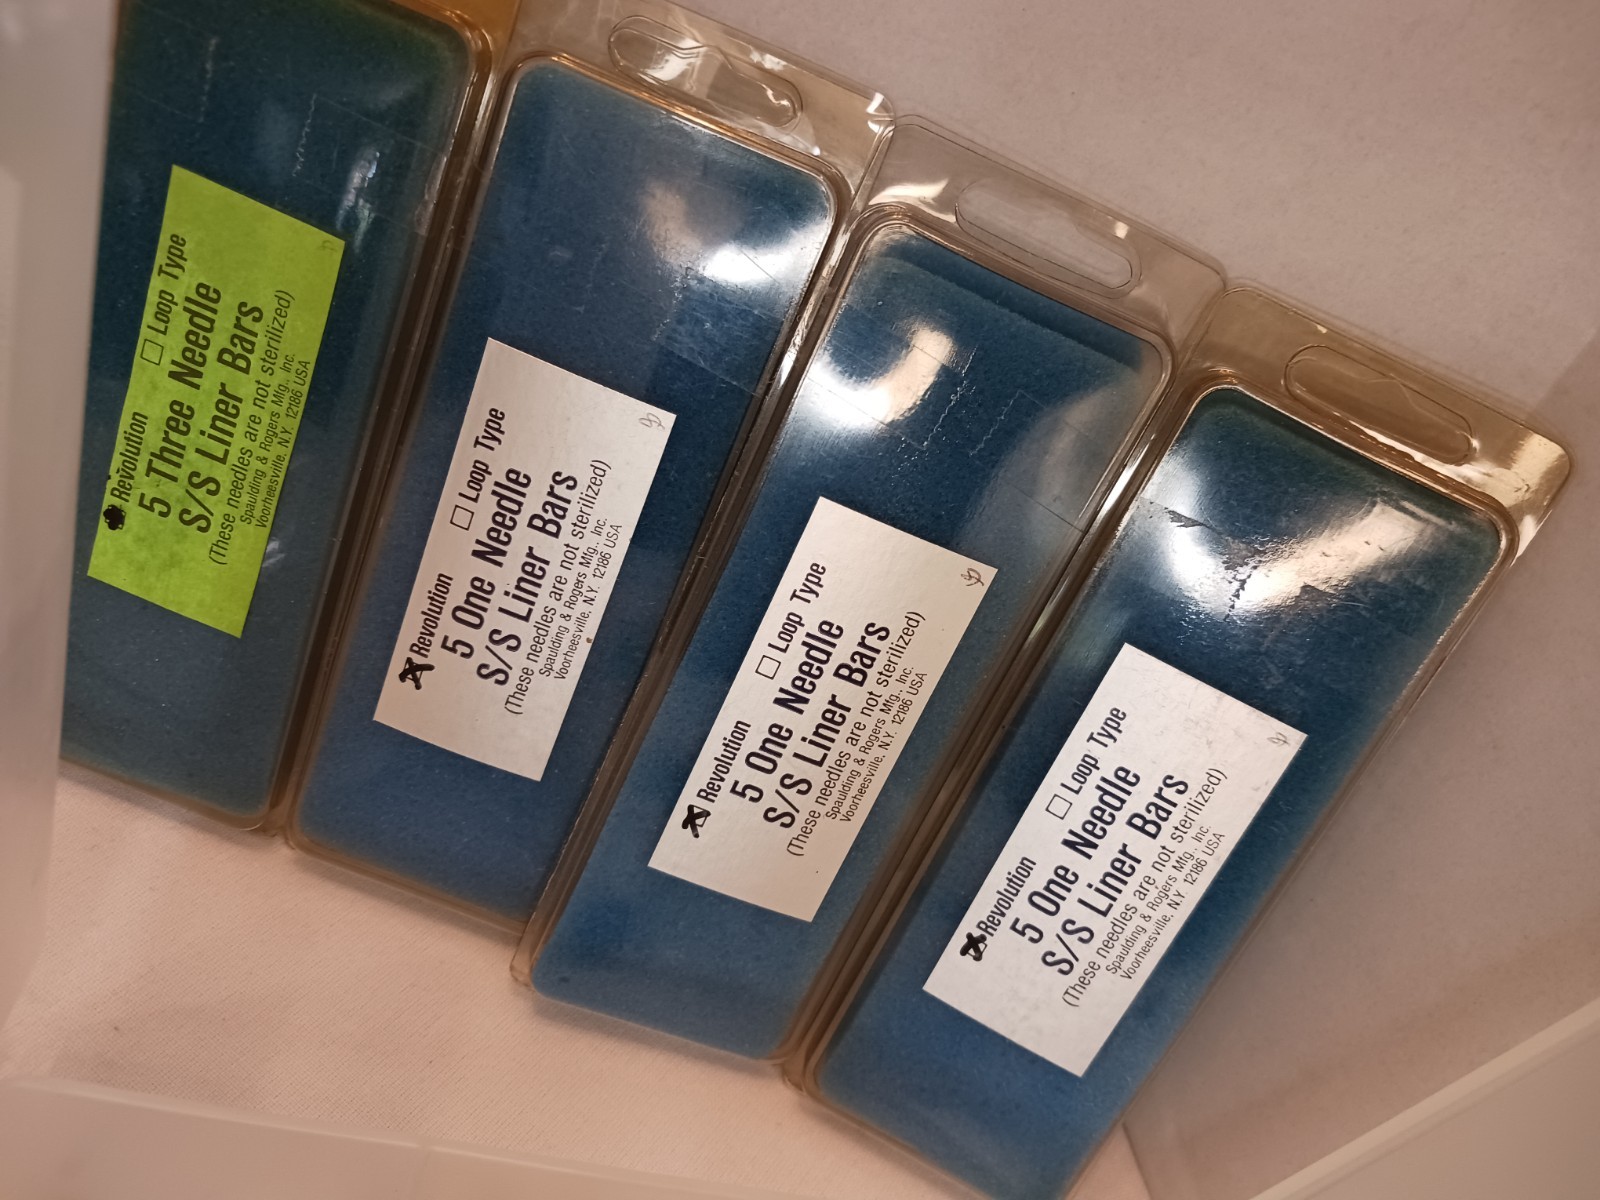 Revolution ☐ Loop Type
5 Three Needle
S/S Liner Bars
(These needles are not sterilized)
Spaulding & Rogers Mfg., Inc.
Voorheesville, N.Y. 12186 USA
Revolution ☐ Loop Type
5 One Needle
S/S Liner Bars
(These needles are not sterilized)
Spaulding & Rogers Mfg., Inc.
Voorheesville, N.Y. 12186 USA
Revolution ☐ Loop Type
5 One Needle
S/S Liner Bars
(These needles are not sterilized)
Spaulding & Rogers Mfg., Inc.
Voorheesville, N.Y. 12186 USA
Revolution ☐ Loop Type
5 One Needle
S/S Liner Bars
(These needles are not sterilized)
Spaulding & Rogers Mfg., Inc.
Voorheesville, N.Y. 12186 USA